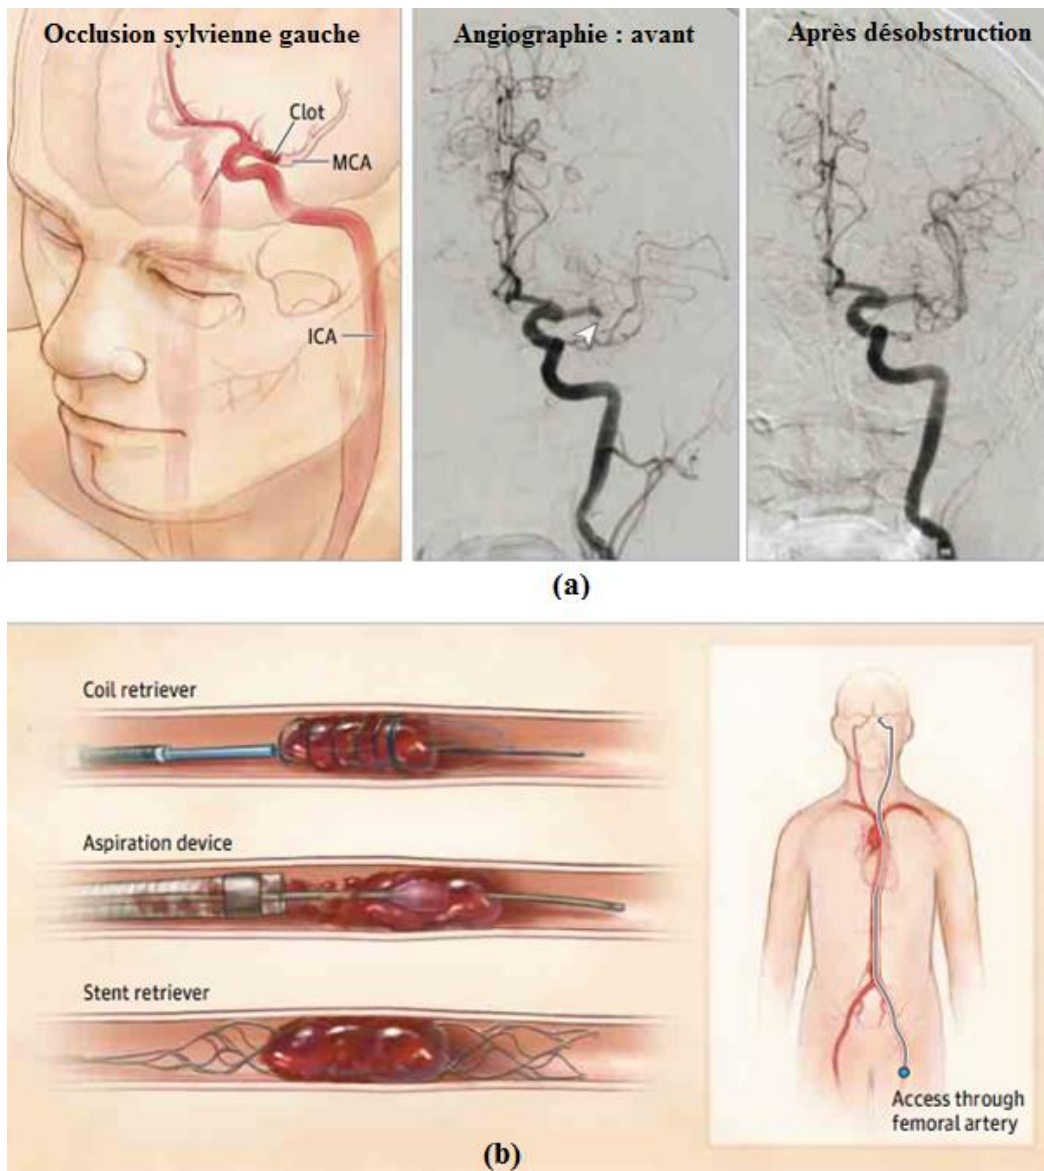 Occlusion sylvienne gauche
Angiographie : avant
Après désobstruction
Clot
MCA
ICA
(a)
Coil retriever
Aspiration device
Stent retriever
Access through
femoral artery
(b)